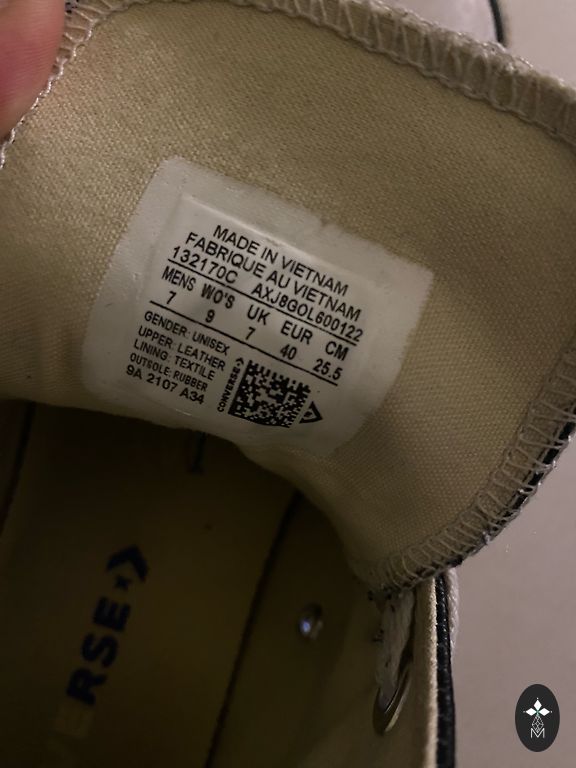 MADE IN VIETNAM
FABRIQUE AU VIETNAM
132170C AXJ8GOL600122
MENS WO'S UK EUR CM
7 9 7 40 25.5
GENDER: UNISEX
UPPER: LEATHER
LINING: TEXTILE
OUTSOLE: RUBBER
9A 2107 A34
CONVERSE
ERSE
M